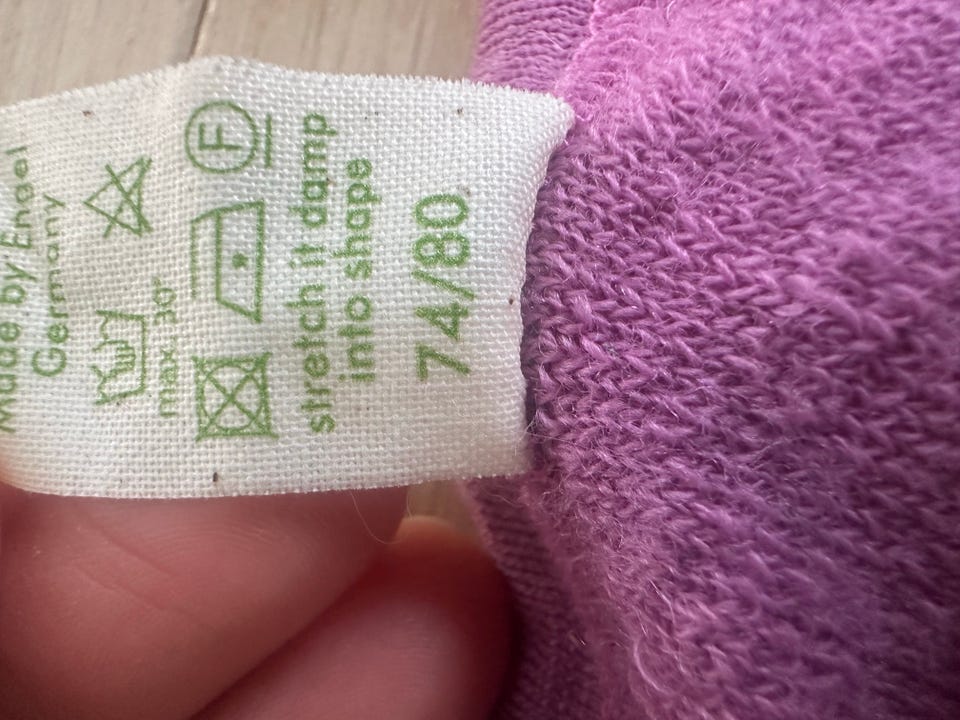 Made by Engel
Germany
max. 30°
F
stretch it damp
into shape
74/80